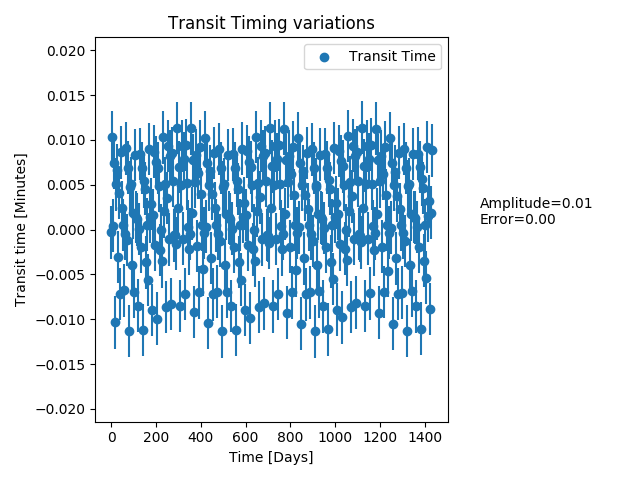 Transit Timing variations
Transit Time
0.020
0.015
0.010
0.005
0.000
−0.005
−0.010
−0.015
−0.020
Transit time [Minutes]
0 200 400 600 800 1000 1200 1400
Time [Days]
Amplitude=0.01
Error=0.00